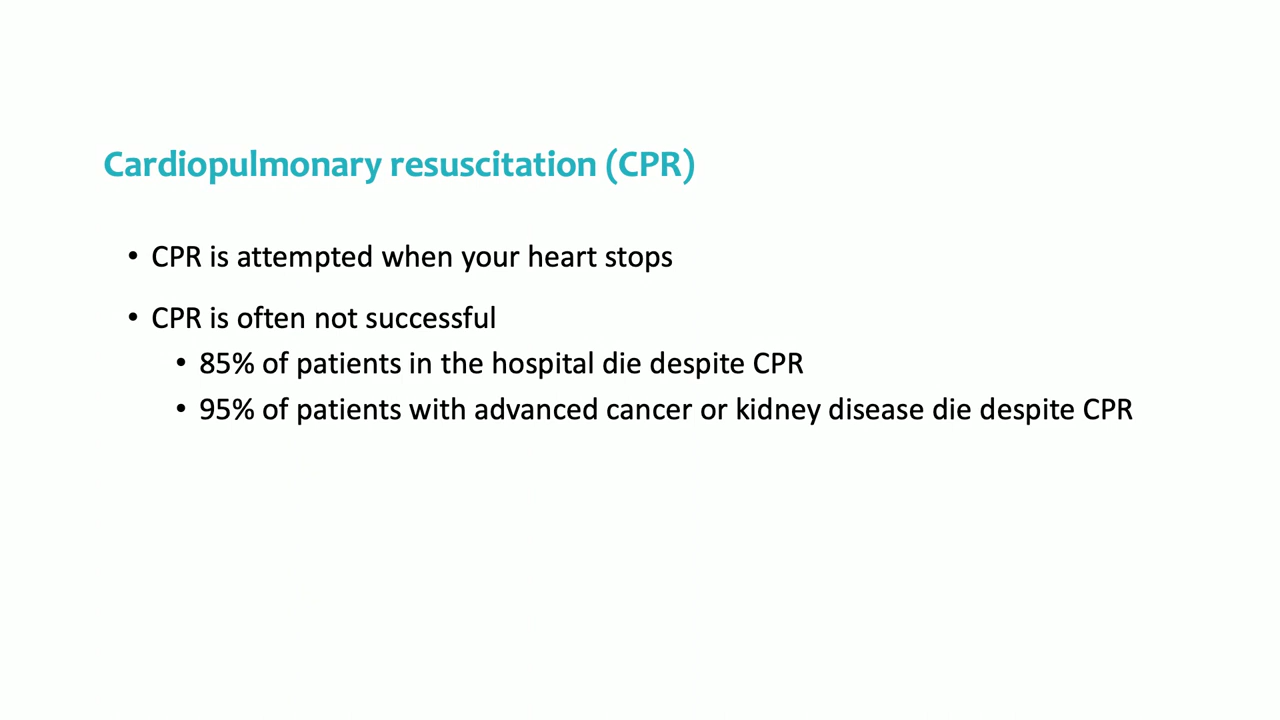 Cardiopulmonary resuscitation (CPR)
• CPR is attempted when your heart stops
• CPR is often not successful
• 85% of patients in the hospital die despite CPR
• 95% of patients with advanced cancer or kidney disease die despite CPR